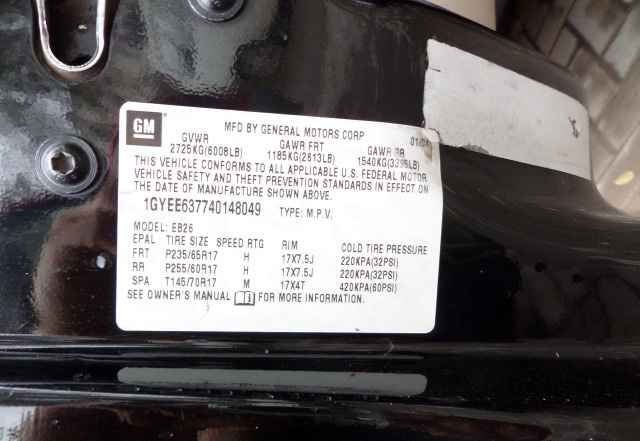 GM
MFD BY GENERAL MOTORS CORP 01/04
GVWR GAWR FRT GAWR RR
2725KG(6008LB) 1185KG(2613LB) 1540KG(3395LB)
THIS VEHICLE CONFORMS TO ALL APPLICABLE U.S. FEDERAL MOTOR
VEHICLE SAFETY AND THEFT PREVENTION STANDARDS IN EFFECT ON
THE DATE OF MANUFACTURE SHOWN ABOVE.
1GYEE637740148049 TYPE: M.P.V.
MODEL: EB26
EPAL TIRE SIZE SPEED RTG RIM COLD TIRE PRESSURE
FRT P235/65R17 H 17X7.5J 220KPA(32PSI)
RR P255/60R17 H 17X7.5J 220KPA(32PSI)
SPA T145/70R17 M 17X4T 420KPA(60PSI)
SEE OWNER'S MANUAL FOR MORE INFORMATION.